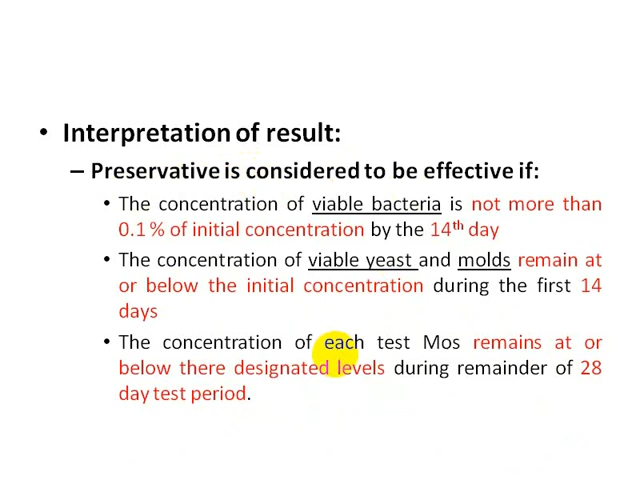 • Interpretation of result:
– Preservative is considered to be effective if:
• The concentration of viable bacteria is not more than
0.1 % of initial concentration by the 14th day
• The concentration of viable yeast and molds remain at
or below the initial concentration during the first 14
days
• The concentration of each test Mos remains at or
below there designated levels during remainder of 28
day test period.